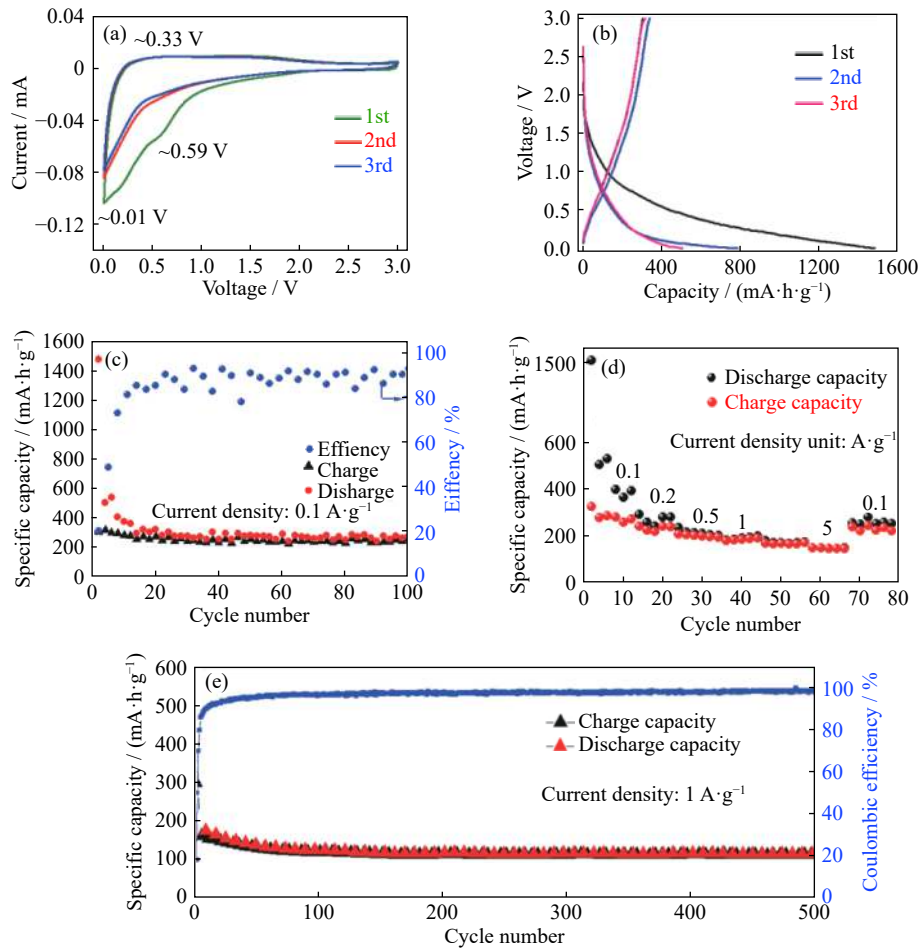 (a)
~0.33 V
~0.59 V
~0.01 V
1st
2nd
3rd
0.04
0
−0.04
−0.08
−0.12
Current / mA
0.0 0.5 1.0 1.5 2.0 2.5 3.0
Voltage / V
(b)
1st
2nd
3rd
3.0
2.5
2.0
1.5
1.0
0.5
0.0
Voltage / V
0 400 800 1200 1600
Capacity / (mA·h·g⁻¹)
(c)
1600
1400
1200
1000
800
600
400
200
0
Specific capacity / (mA·h·g⁻¹)
Effiency
Charge
Disharge
Current density: 0.1 A·g⁻¹
100
80
60
40
20
0
Eiffency / %
0 20 40 60 80 100
Cycle number
(d)
Discharge capacity
Charge capacity
Current density unit: A·g⁻¹
0.1
0.2
0.5
1
5
0.1
1500
600
400
200
0
Specific capacity / (mA·h·g⁻¹)
0 10 20 30 40 50 60 70 80
Cycle number
(e)
Charge capacity
Discharge capacity
Current density: 1 A·g⁻¹
600
500
400
300
200
100
0
Specific capacity / (mA·h·g⁻¹)
100
80
60
40
20
0
Coulombic efficiency / %
0 100 200 300 400 500
Cycle number